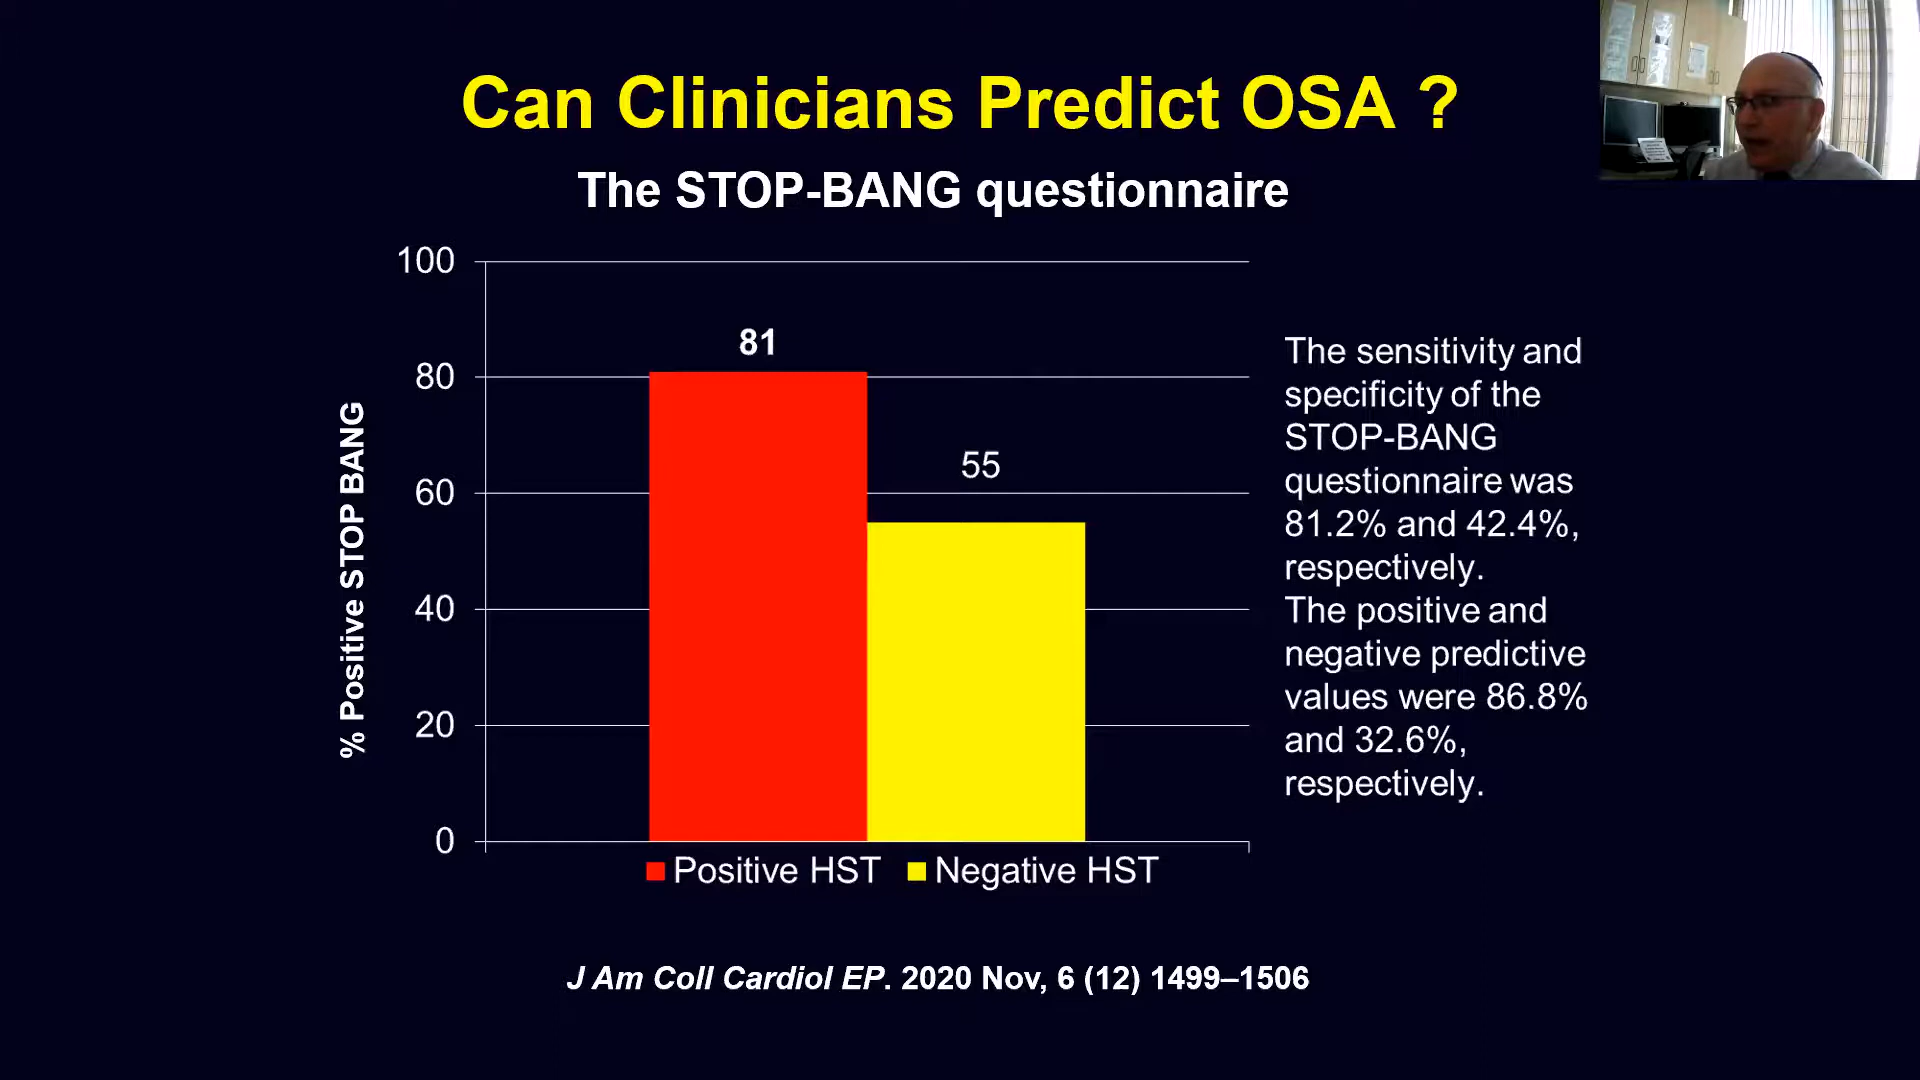 Can Clinicians Predict OSA ?
The STOP-BANG questionnaire
100
80
60
40
20
0
% Positive STOP BANG
81
55
Positive HST
Negative HST
The sensitivity and
specificity of the
STOP-BANG
questionnaire was
81.2% and 42.4%,
respectively.
The positive and
negative predictive
values were 86.8%
and 32.6%,
respectively.
J Am Coll Cardiol EP. 2020 Nov, 6 (12) 1499–1506